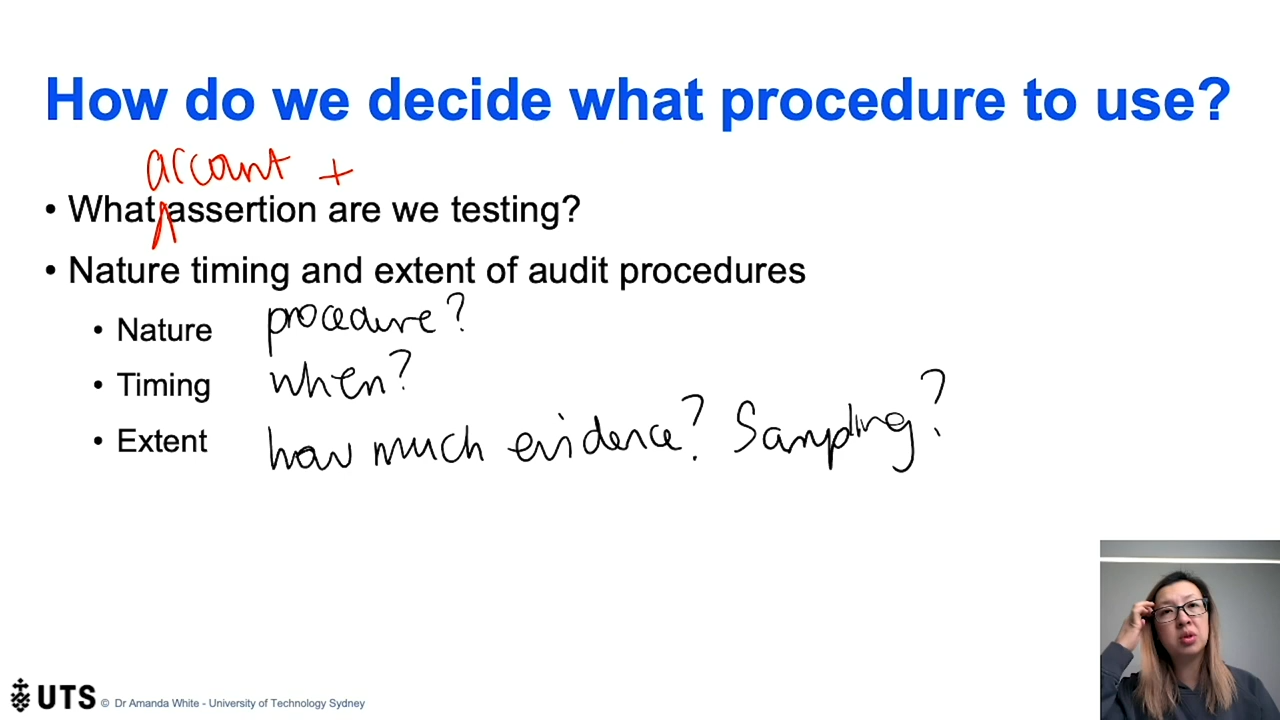 How do we decide what procedure to use?
account +
• What assertion are we testing?
• Nature timing and extent of audit procedures
• Nature procedure?
• Timing when?
• Extent how much evidence? Sampling?
UTS © Dr Amanda White - University of Technology Sydney